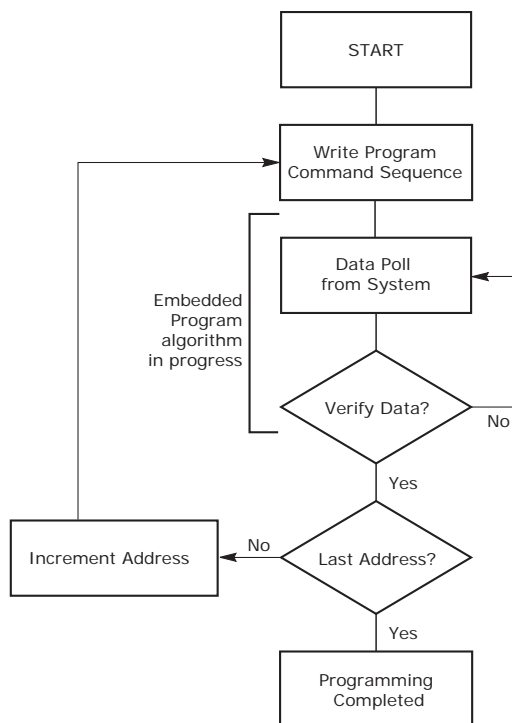 START
Write Program
Command Sequence
Data Poll
from System
Embedded
Program
algorithm
in progress
Verify Data?
No
Yes
Increment Address
No
Last Address?
Yes
Programming
Completed